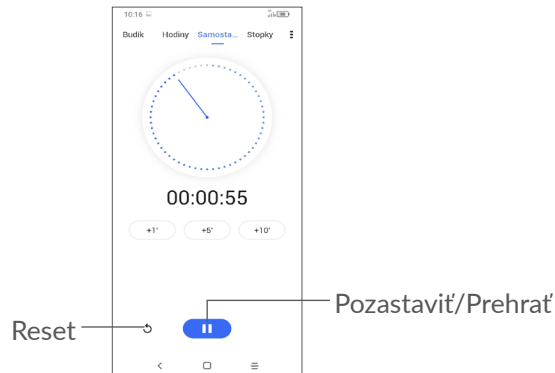 10:16
Budík Hodiny Samosta... Stopky
00:00:55
+1' +5' +10'
Pozastaviť/Prehrať
Reset